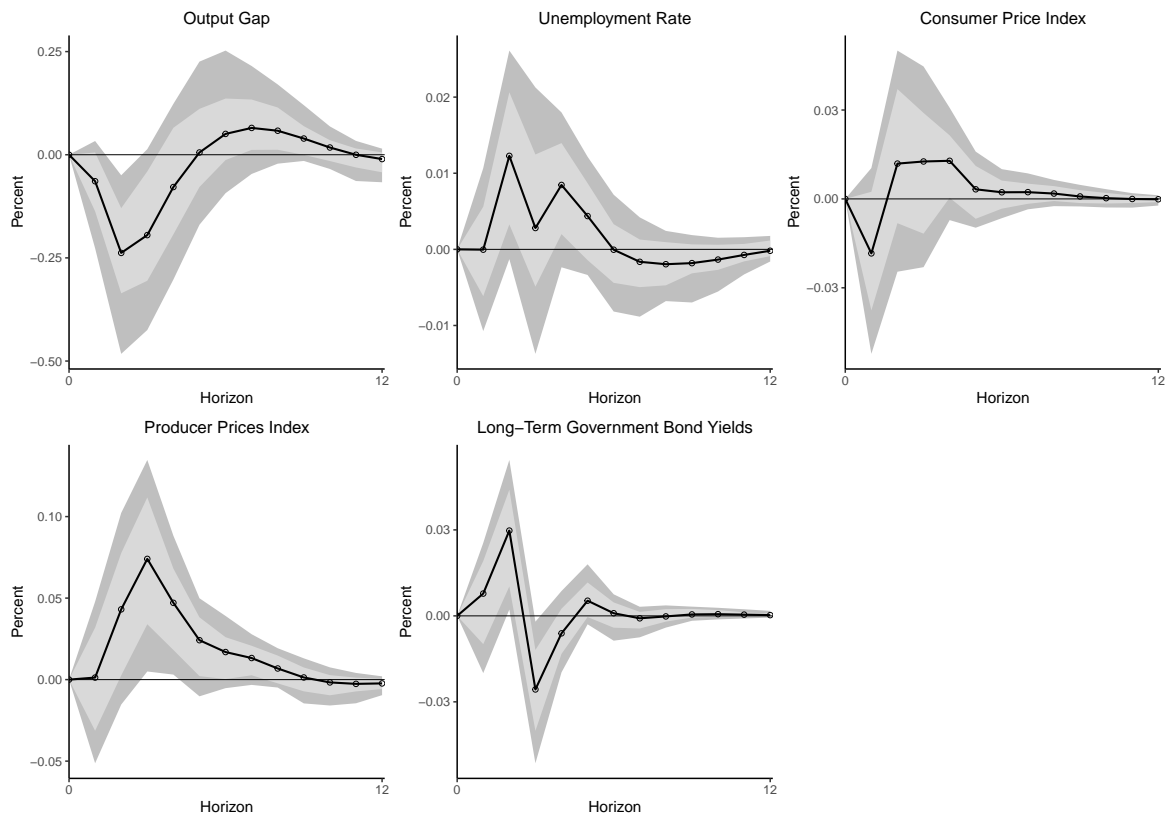 Output Gap
Percent
0.25
0.00
−0.25
−0.50
0
12
Horizon
Unemployment Rate
Percent
0.02
0.01
0.00
−0.01
0
12
Horizon
Consumer Price Index
Percent
0.03
0.00
−0.03
0
12
Horizon
Producer Prices Index
Percent
0.10
0.05
0.00
−0.05
0
12
Horizon
Long−Term Government Bond Yields
Percent
0.03
0.00
−0.03
0
12
Horizon